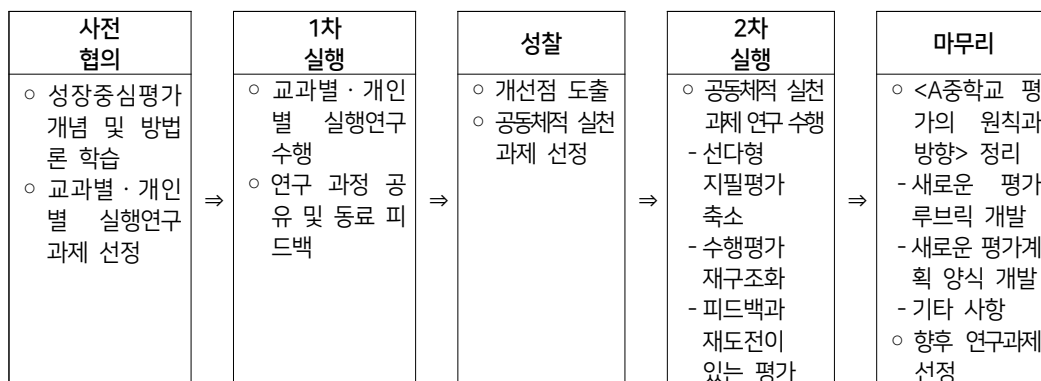 사전
협의
○ 성장중심평가
개념 및 방법
론 학습
○ 교과별 · 개인
별 실행연구
과제 선정
⇒
1차
실행
○ 교과별 · 개인
별 실행연구
수행
○ 연구 과정 공
유 및 동료 피
드백
⇒
성찰
○ 개선점 도출
○ 공동체적 실천
과제 선정
⇒
2차
실행
○ 공동체적 실천
과제 연구 수행
- 선다형
지필평가
축소
- 수행평가
재구조화
- 피드백과
재도전이
있는 평가
⇒
마무리
○ <A중학교 평
가의 원칙과
방향> 정리
- 새로운 평가
루브릭 개발
- 새로운 평가계
획 양식 개발
- 기타 사항
○ 향후 연구과제
선정